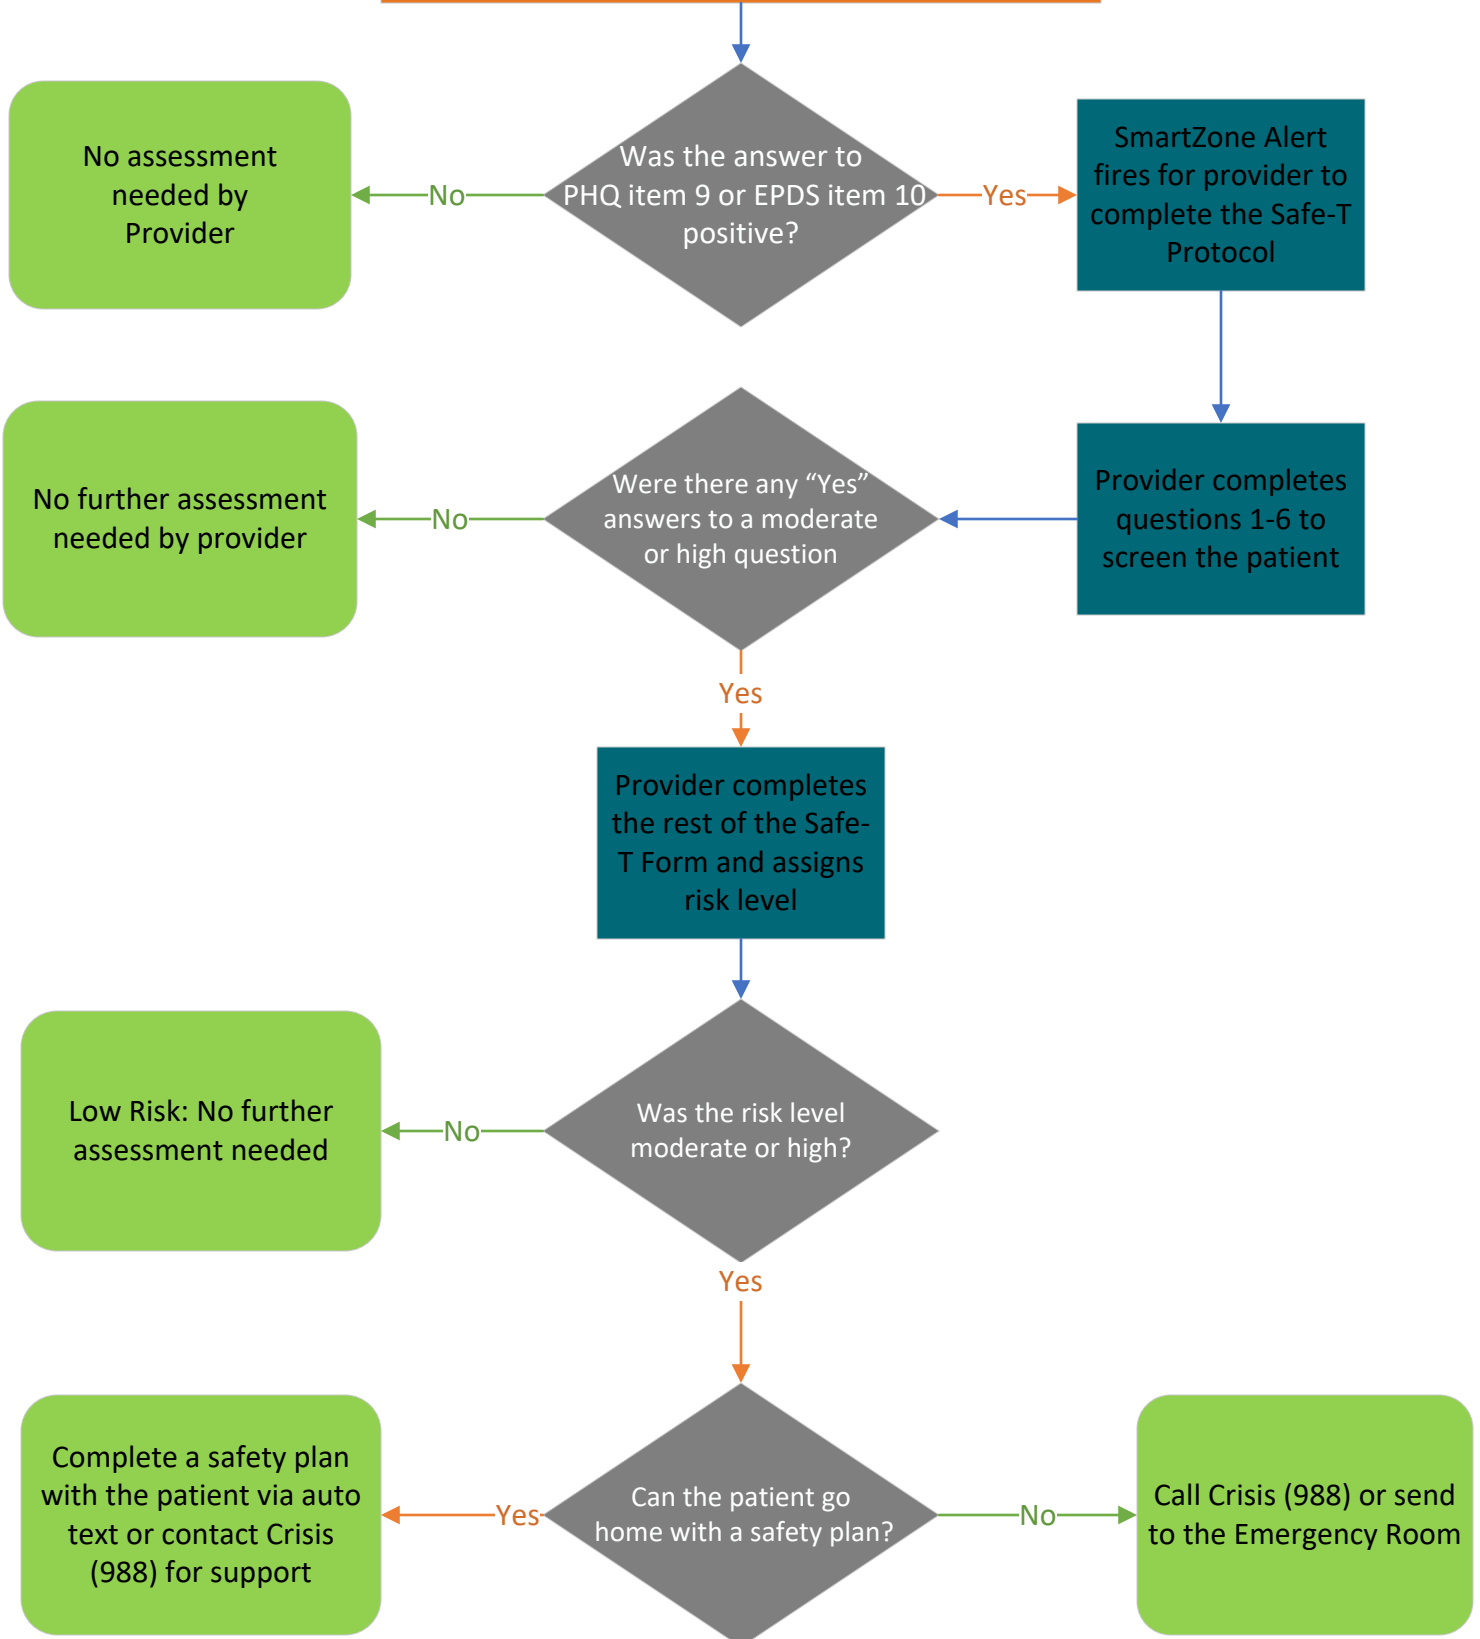 Was the answer to
PHQ item 9 or EPDS item 10
positive?
No
No assessment
needed by
Provider
Yes
SmartZone Alert
fires for provider to
complete the Safe-T
Protocol
Provider completes
questions 1-6 to
screen the patient
Were there any “Yes”
answers to a moderate
or high question
No
No further assessment
needed by provider
Yes
Provider completes
the rest of the Safe-
T Form and assigns
risk level
Was the risk level
moderate or high?
No
Low Risk: No further
assessment needed
Yes
Can the patient go
home with a safety plan?
Yes
Complete a safety plan
with the patient via auto
text or contact Crisis
(988) for support
No
Call Crisis (988) or send
to the Emergency Room